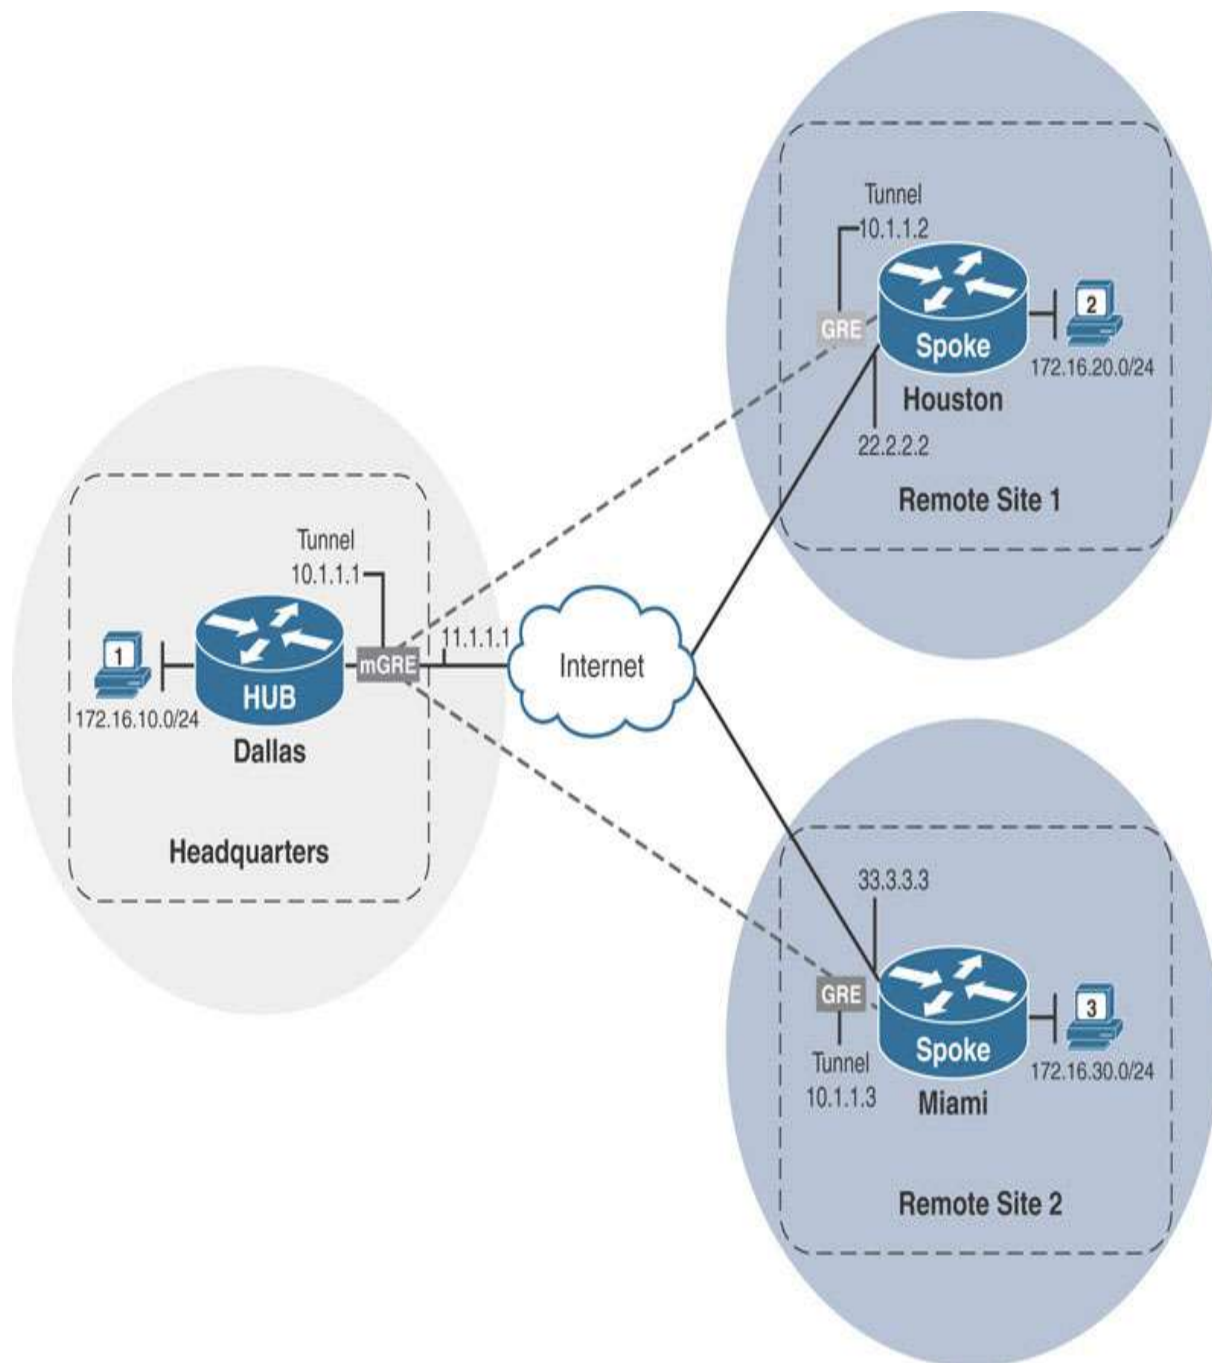 Tunnel
10.1.1.2
GRE
Spoke
2
172.16.20.0/24
Houston
22.2.2.2
Remote Site 1
Tunnel
10.1.1.1
1
HUB
mGRE
11.1.1.1
Internet
172.16.10.0/24
Dallas
Headquarters
33.3.3.3
GRE
Spoke
3
Tunnel
10.1.1.3
172.16.30.0/24
Miami
Remote Site 2